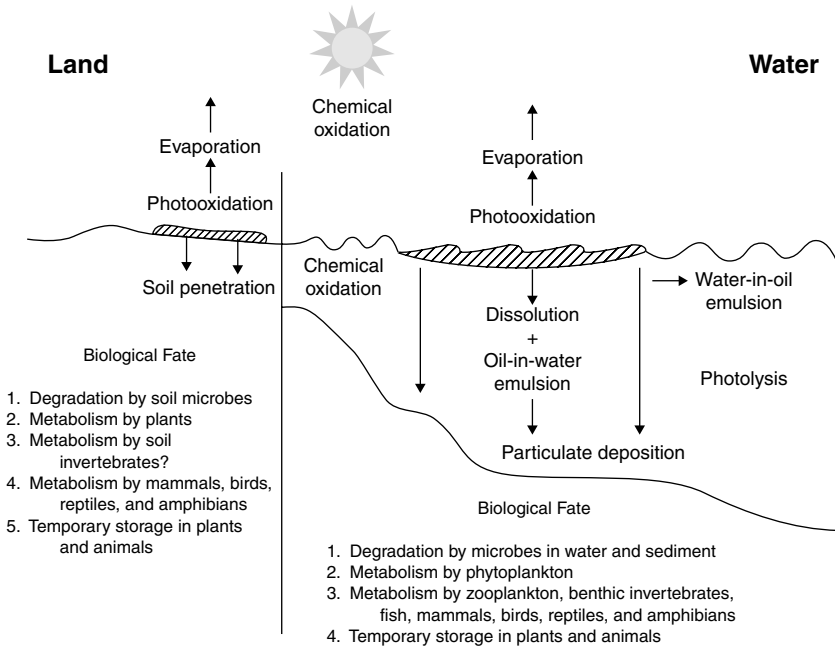 Land
Water
Chemical
oxidation
Evaporation
Photooxidation
Soil penetration
Evaporation
Photooxidation
Chemical
oxidation
Water-in-oil
emulsion
Dissolution
+
Oil-in-water
emulsion
Photolysis
Particulate deposition
Biological Fate
1. Degradation by soil microbes
2. Metabolism by plants
3. Metabolism by soil
invertebrates?
4. Metabolism by mammals, birds,
reptiles, and amphibians
5. Temporary storage in plants
and animals
Biological Fate
1. Degradation by microbes in water and sediment
2. Metabolism by phytoplankton
3. Metabolism by zooplankton, benthic invertebrates,
fish, mammals, birds, reptiles, and amphibians
4. Temporary storage in plants and animals